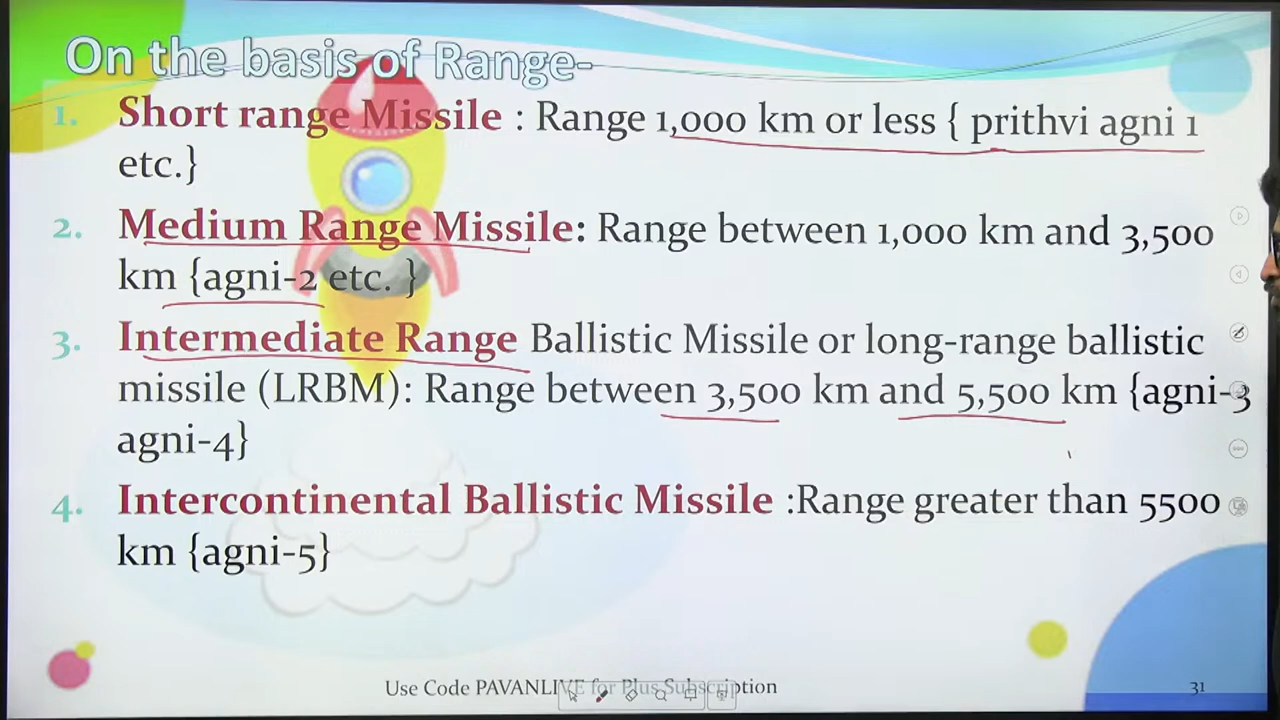 On the basis of Range-
1. Short range Missile : Range 1,000 km or less { prithvi agni 1
etc.}
2. Medium Range Missile: Range between 1,000 km and 3,500
km {agni-2 etc. }
3. Intermediate Range Ballistic Missile or long-range ballistic
missile (LRBM): Range between 3,500 km and 5,500 km {agni-3
agni-4}
4. Intercontinental Ballistic Missile :Range greater than 5500
km {agni-5}
Use Code PAVANLIVE for Plus Subscription
31